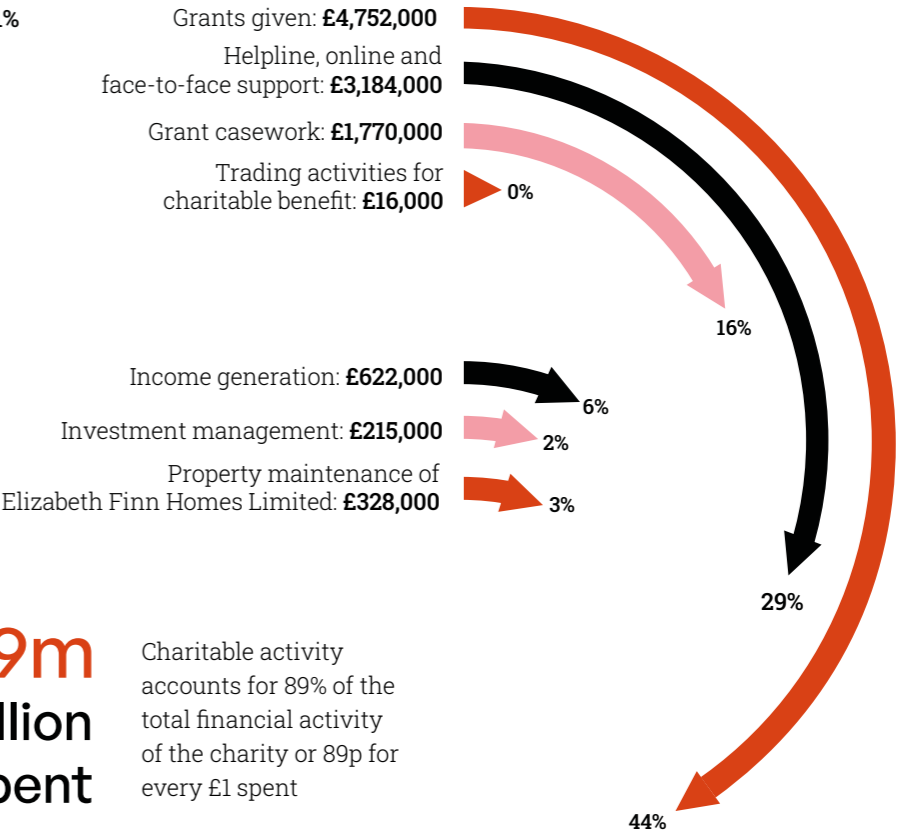 Grants given: £4,752,000
Helpline, online and
face-to-face support: £3,184,000
Grant casework: £1,770,000
Trading activities for
charitable benefit: £16,000
0%
16%
Income generation: £622,000
6%
Investment management: £215,000
2%
Property maintenance of
Elizabeth Finn Homes Limited: £328,000
3%
29%
9m
Charitable activity
accounts for 89% of the
total financial activity
of the charity or 89p for
every £1 spent
44%